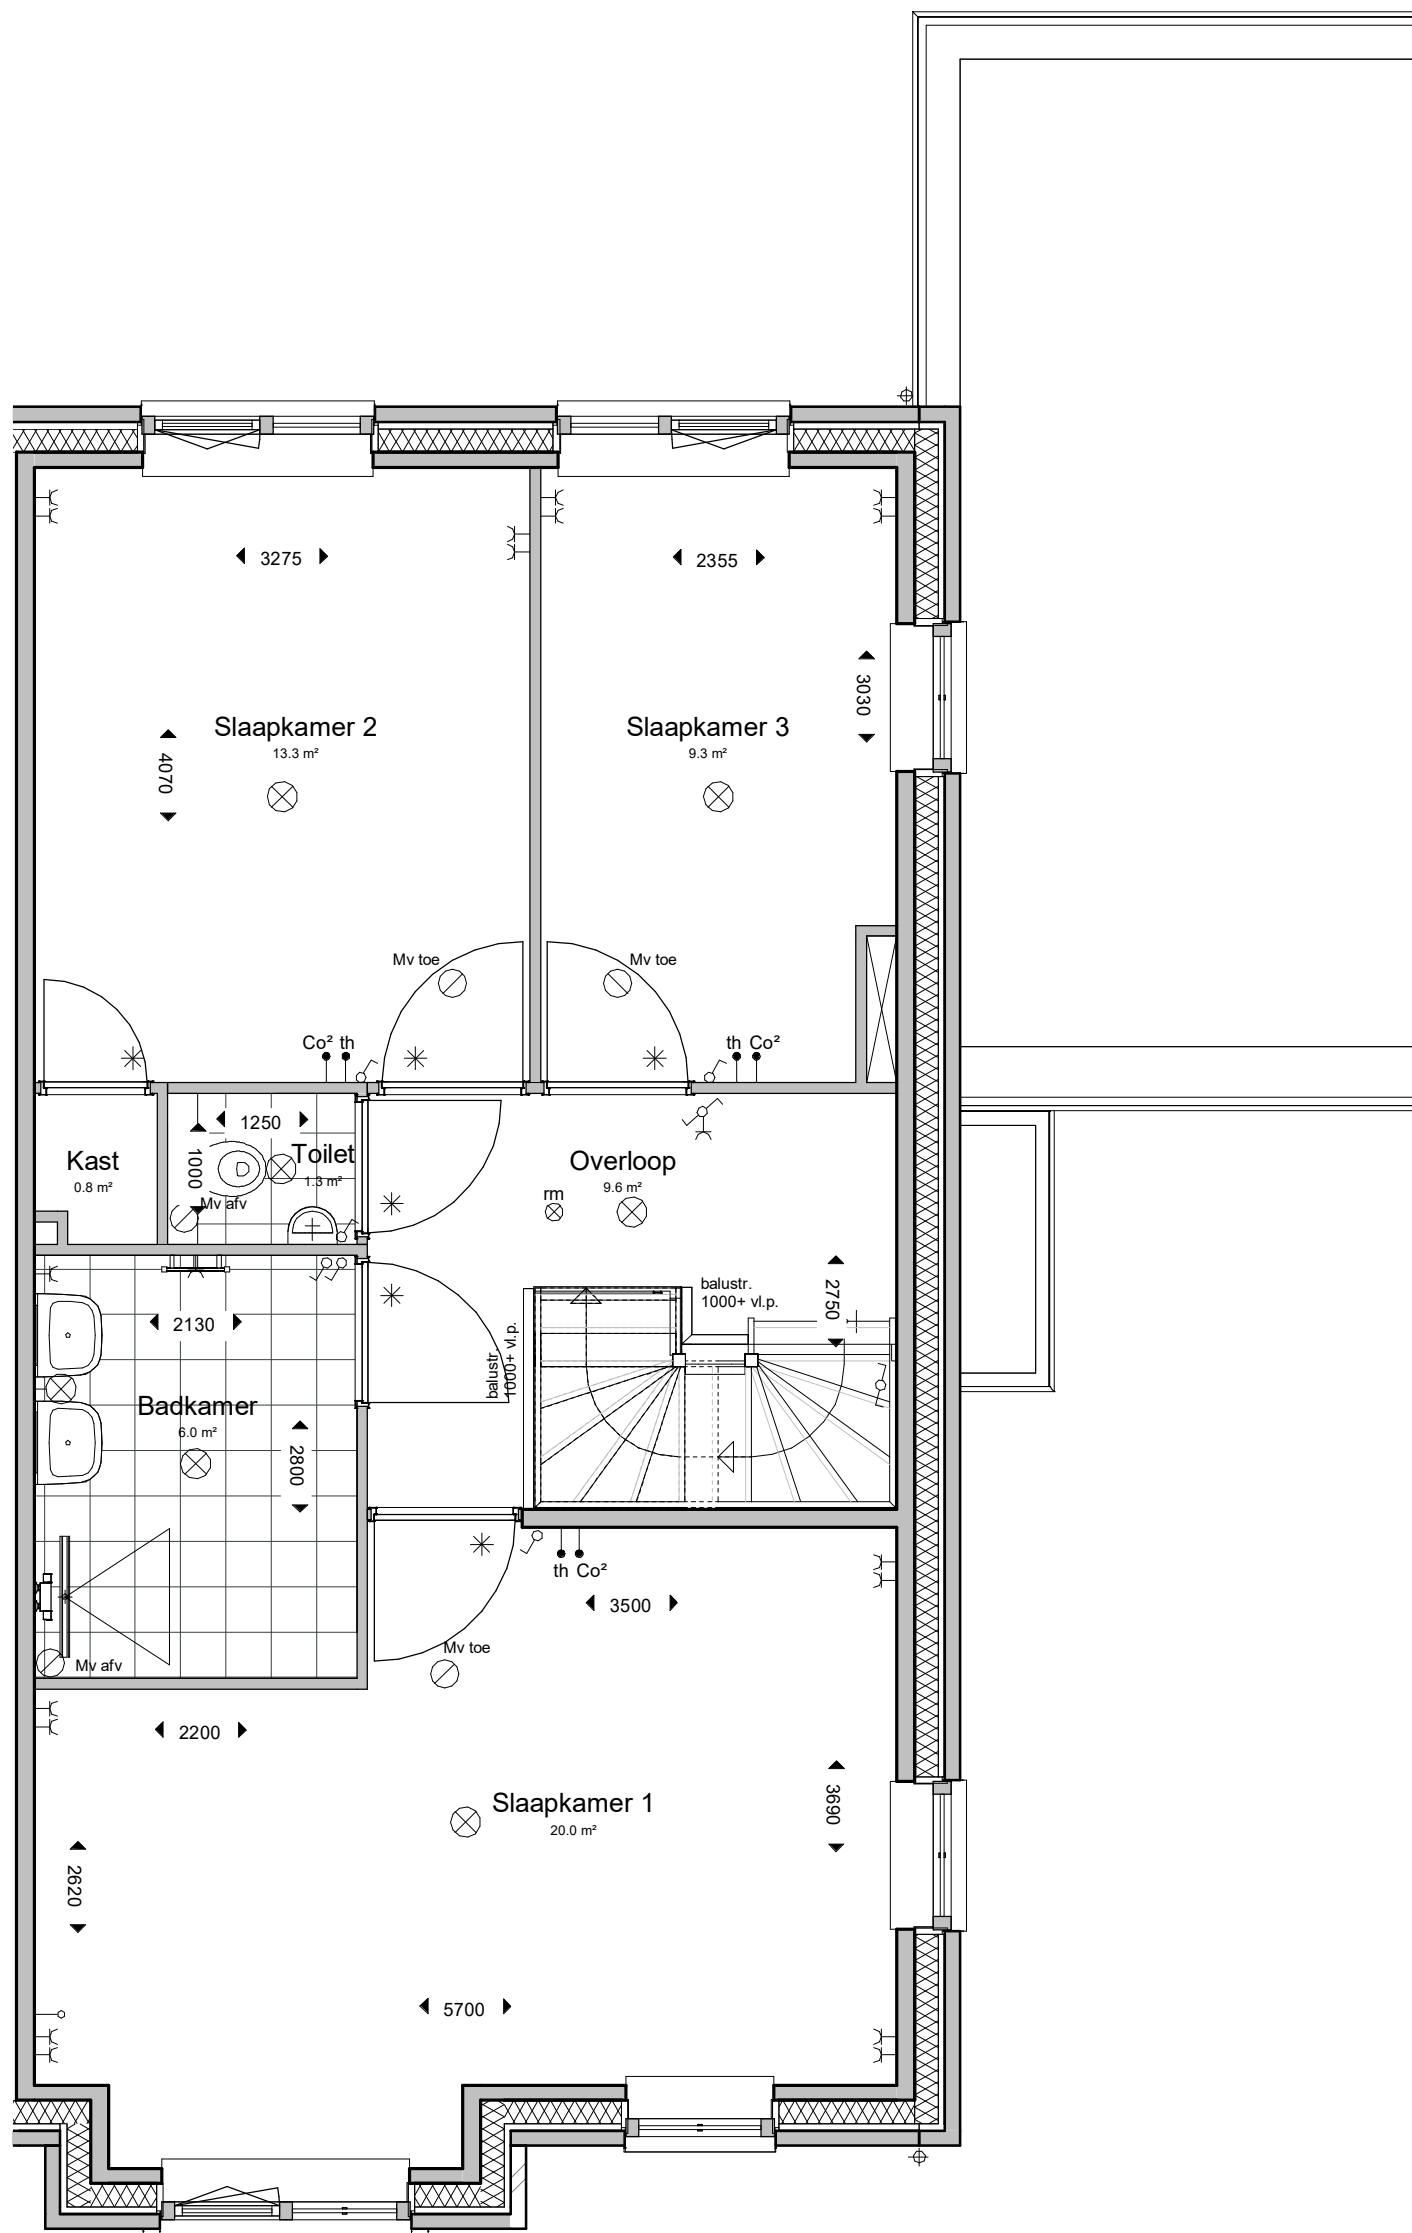 3275
2355
3030
Slaapkamer 2
13.3 m²
Slaapkamer 3
9.3 m²
4070
Mv toe
Mv toe
Co² th
th Co²
1250
1000
Toilet
1.3 m²
Kast
0.8 m²
Mv afv
Overloop
9.6 m²
rm
balustr.
1000+ vl.p.
2750
2130
balustr.
1000+ vl.p.
Badkamer
6.0 m²
2800
th Co²
3500
Mv toe
Mv afv
2200
Slaapkamer 1
20.0 m²
3690
2620
5700